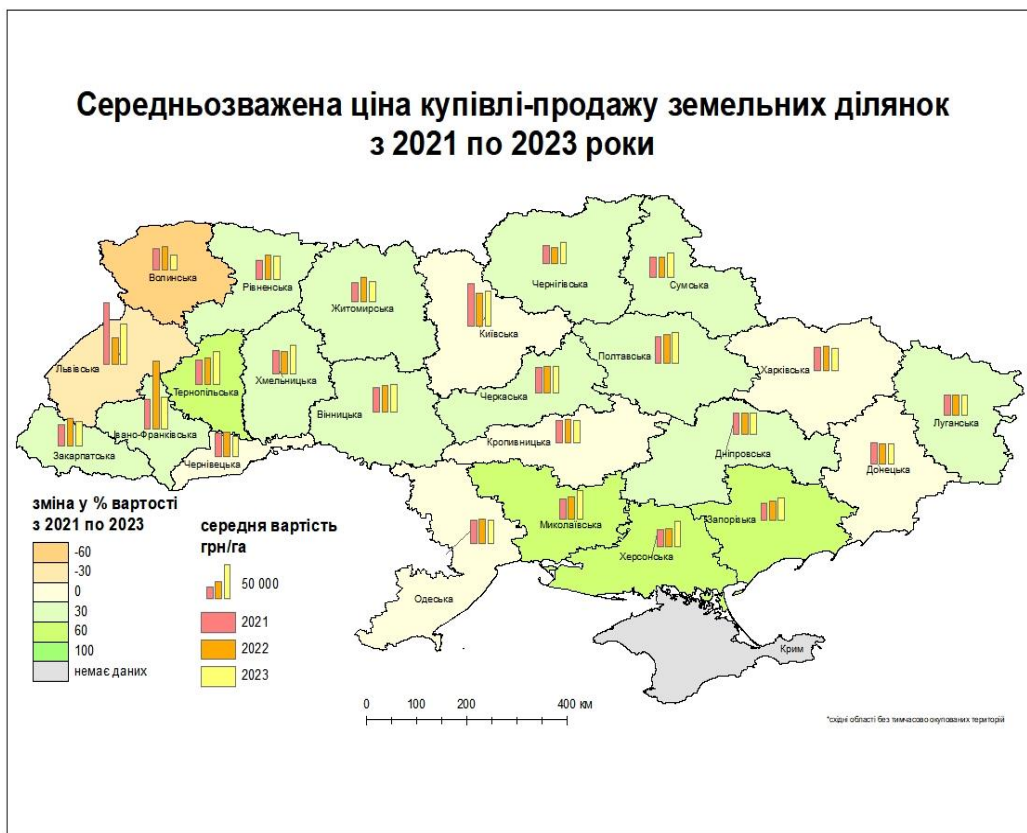 Середньозважена ціна купівлі-продажу земельних ділянок
з 2021 по 2023 роки
Волинська
Рівненська
Житомирська
Київська
Чернігівська
Сумська
Львівська
Тернопільська
Хмельницька
Вінницька
Черкаська
Полтавська
Харківська
Луганська
Закарпатська
Івано-Франківська
Чернівецька
Кропивницька
Дніпровська
Донецька
Миколаївська
Запорівька
Херсонська
Одеська
Крим
зміна у % вартості
з 2021 по 2023
-60
-30
0
30
60
100
немає даних
середня вартість
грн/га
50 000
2021
2022
2023
0 100 200 400 км
*східні області без тимчасово окупованих територій